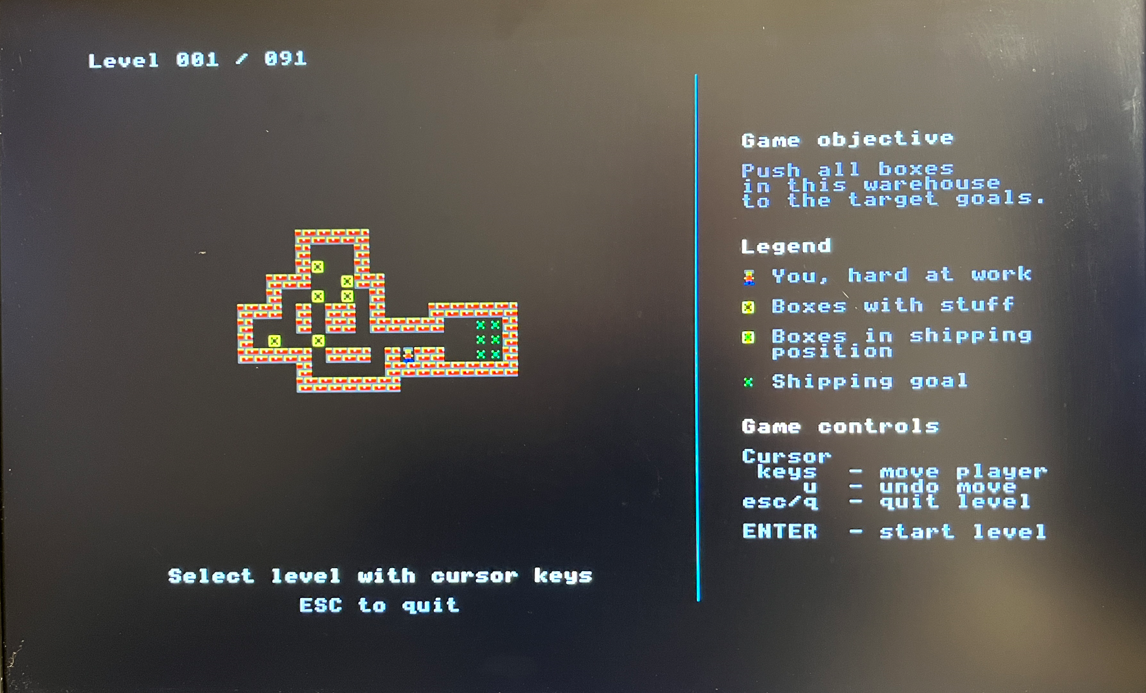 Level 001 / 091
Game objective
Push all boxes
in this warehouse
to the target goals.
Legend
You, hard at work
Boxes with stuff
Boxes in shipping
position
Shipping goal
Game controls
Cursor
keys - move player
u - undo move
esc/q - quit level
ENTER - start level
Select level with cursor keys
ESC to quit